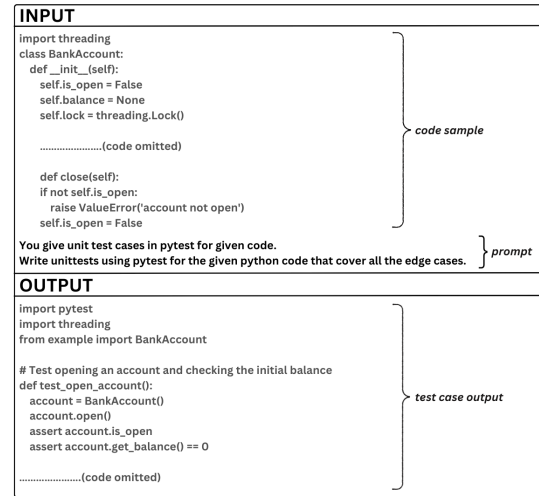 INPUT
import threading
class BankAccount:
def __init__(self):
self.is_open = False
self.balance = None
self.lock = threading.Lock()
.....................(code omitted)
def close(self):
if not self.is_open:
raise ValueError('account not open')
self.is_open = False
code sample
You give unit test cases in pytest for given code.
Write unittests using pytest for the given python code that cover all the edge cases.
prompt
OUTPUT
import pytest
import threading
from example import BankAccount
# Test opening an account and checking the initial balance
def test_open_account():
account = BankAccount()
account.open()
assert account.is_open
assert account.get_balance() == 0
.....................(code omitted)
test case output